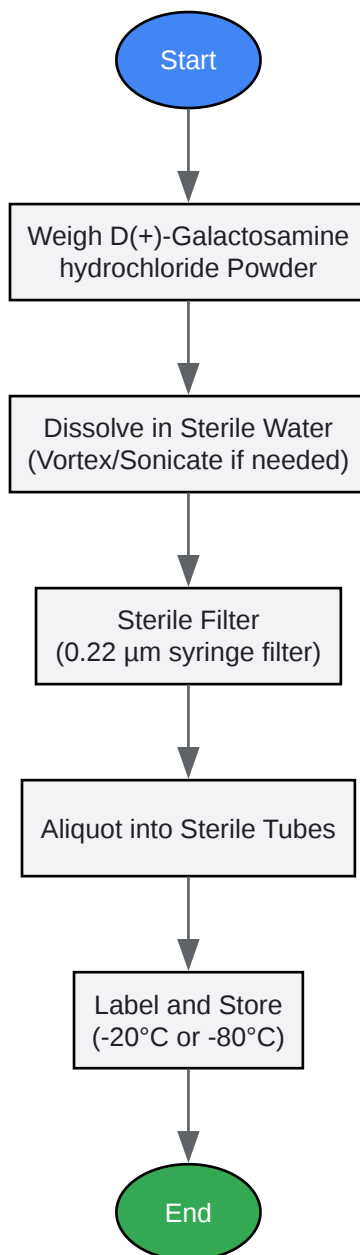 Start
Weigh D(+)-Galactosamine
hydrochloride Powder
Dissolve in Sterile Water
(Vortex/Sonicate if needed)
Sterile Filter
(0.22 µm syringe filter)
Aliquot into Sterile Tubes
Label and Store
(-20°C or -80°C)
End